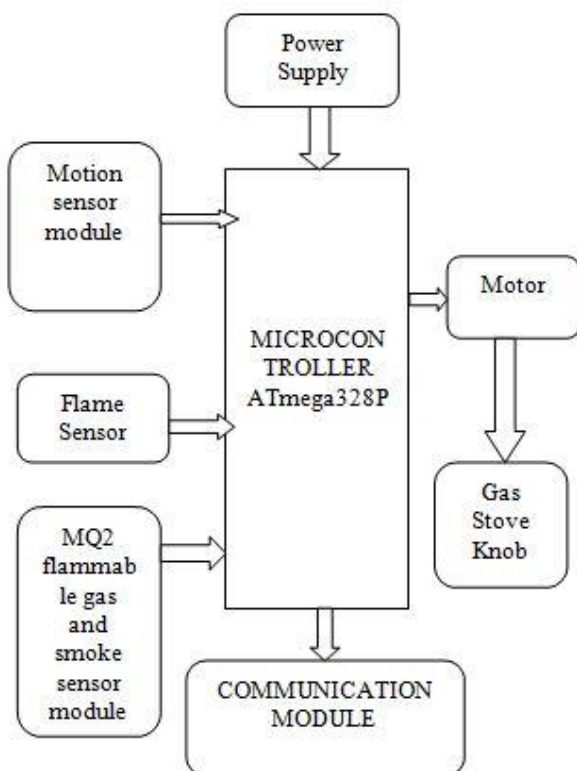 Power
Supply
Motion
sensor
module
MICROCON
TROLLER
ATmega328P
Motor
Flame
Sensor
Gas
Stove
Knob
MQ2
flammab
le gas
and
smoke
sensor
module
COMMUNICATION
MODULE